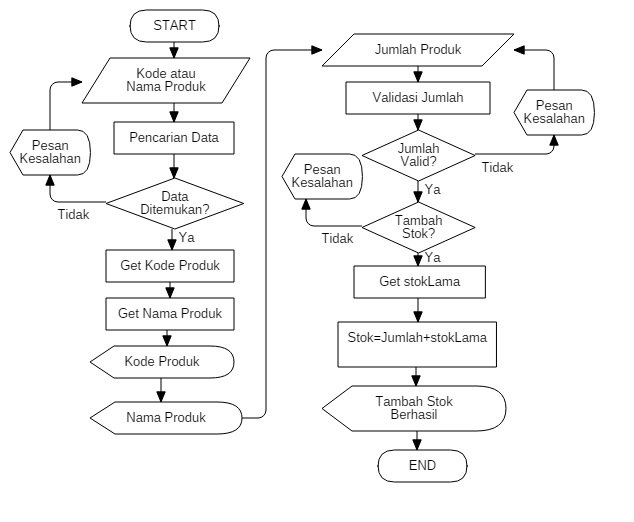 START
Kode atau
Nama Produk
Pencarian Data
Pesan
Kesalahan
Data
Ditemukan?
Tidak
Ya
Get Kode Produk
Get Nama Produk
Kode Produk
Nama Produk
Jumlah Produk
Validasi Jumlah
Pesan
Kesalahan
Jumlah
Valid?
Tidak
Ya
Pesan
Kesalahan
Tambah
Stok?
Tidak
Ya
Get stokLama
Stok=Jumlah+stokLama
Tambah Stok
Berhasil
END